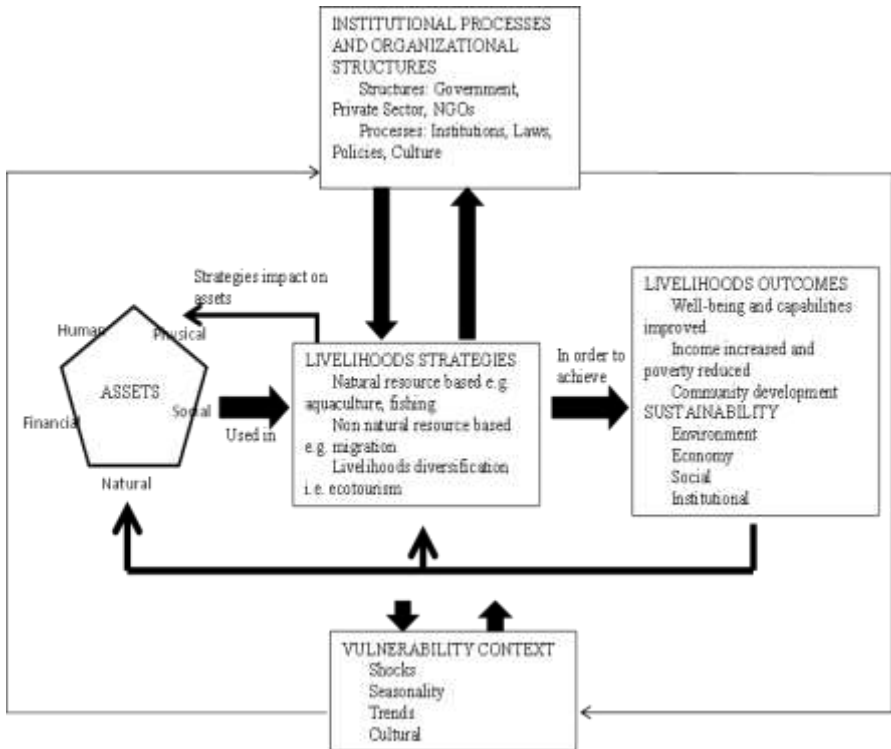 INSTITUTIONAL PROCESSES
AND ORGANIZATIONAL
STRUCTURES
Structures: Government,
Private Sector, NGOs
Processes: Institutions, Laws,
Policies, Culture
Strategies impact on
assets
Human
Physical
ASSETS
Financial
Social
Natural
Used in
LIVELIHOODS STRATEGIES
Natural resource based e.g.
aquaculture, fishing
Non natural resource based
e.g. migration
Livelihoods diversification
i.e. ecotourism
In order to
achieve
LIVELIHOODS OUTCOMES
Well-being and capabilities
improved
Income increased and
poverty reduced
Community development
SUSTAINABILITY
Environment
Economy
Social
Institutional
VULNERABILITY CONTEXT
Shocks
Seasonality
Trends
Cultural